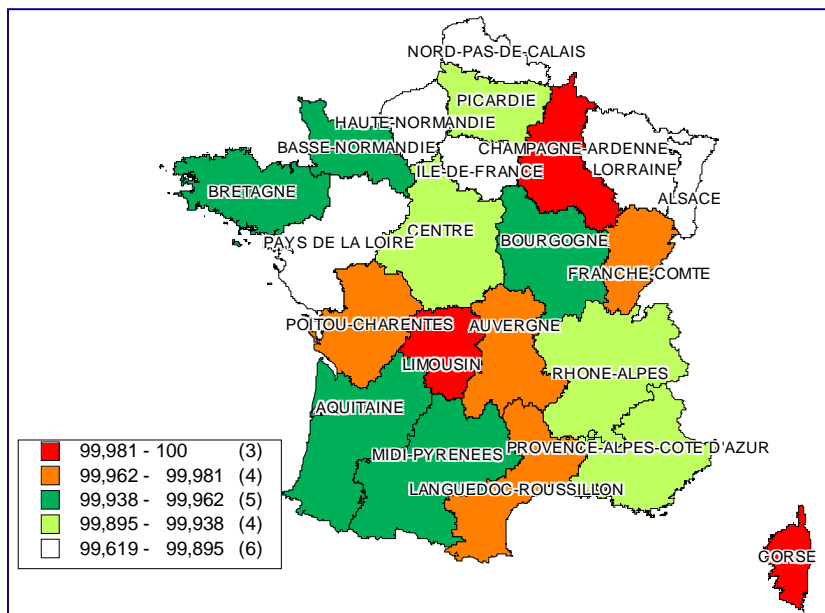 NORD-PAS-DE-CALAIS
PICARDIE
HAUTE-NORMANDIE
BASSE-NORMANDIE
CHAMPAGNE-ARDENNE
ILE-DE-FRANCE
LORRAINE
BRETAGNE
ALSACE
CENTRE
PAYS DE LA LOIRE
BOURGOGNE
FRANCHE-COMTE
POITOU-CHARENTES
AUVERGNE
LIMOUSIN
RHONE-ALPES
AQUITAINE
PROVENCE-ALPES-COTE D'AZUR
MIDI-PYRENEES
LANGUEDOC-ROUSSILLON
CORSE
99,981 - 100 (3)
99,962 - 99,981 (4)
99,938 - 99,962 (5)
99,895 - 99,938 (4)
99,619 - 99,895 (6)